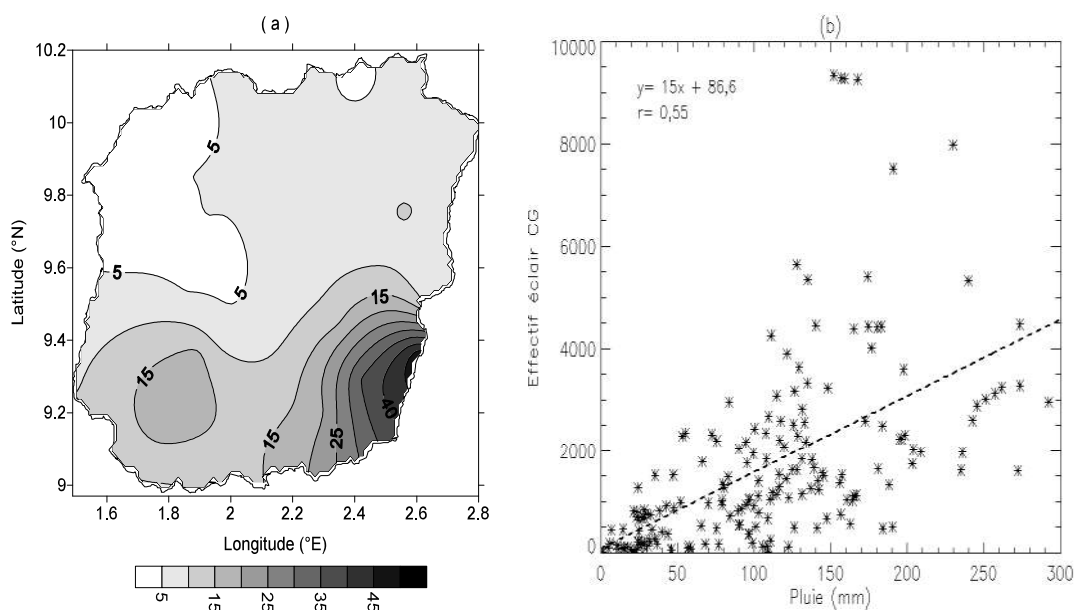 ( a )
10.2
10
9.8
9.6
9.4
9.2
9
Latitude (°N)
5
5
5
15
15
15
25
40
1.6 1.8 2 2.2 2.4 2.6 2.8
Longitude (°E)
5 15 25 35 45
(b)
y= 15x + 86,6
r= 0,55
10000
8000
6000
4000
2000
0
Effectif éclair CG
0 50 100 150 200 250 300
Pluie (mm)